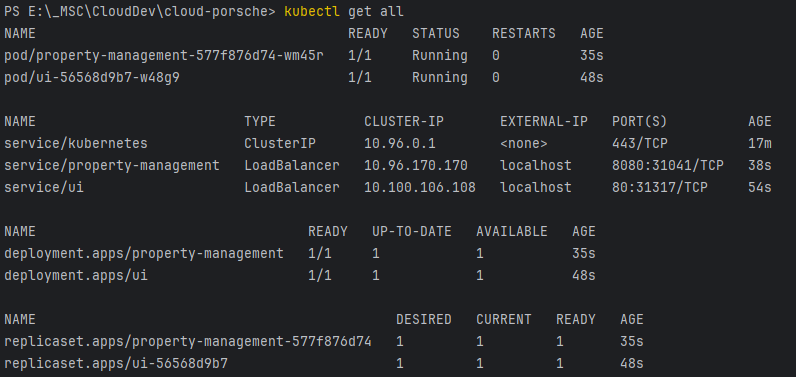 PS E:\_MSC\CloudDev\cloud-porsche> kubectl get all
NAME                                       READY   STATUS    RESTARTS   AGE
pod/property-management-577f876d74-wm45r   1/1     Running   0          35s
pod/ui-56568d9b7-w48g9                     1/1     Running   0          48s

NAME                          TYPE           CLUSTER-IP       EXTERNAL-IP   PORT(S)          AGE
service/kubernetes            ClusterIP      10.96.0.1        <none>        443/TCP          17m
service/property-management   LoadBalancer   10.96.170.170    localhost     8080:31041/TCP   38s
service/ui                    LoadBalancer   10.100.106.108   localhost     80:31317/TCP     54s

NAME                                  READY   UP-TO-DATE   AVAILABLE   AGE
deployment.apps/property-management   1/1     1            1           35s
deployment.apps/ui                    1/1     1            1           48s

NAME                                             DESIRED   CURRENT   READY   AGE
replicaset.apps/property-management-577f876d74   1         1         1       35s
replicaset.apps/ui-56568d9b7                     1         1         1       48s